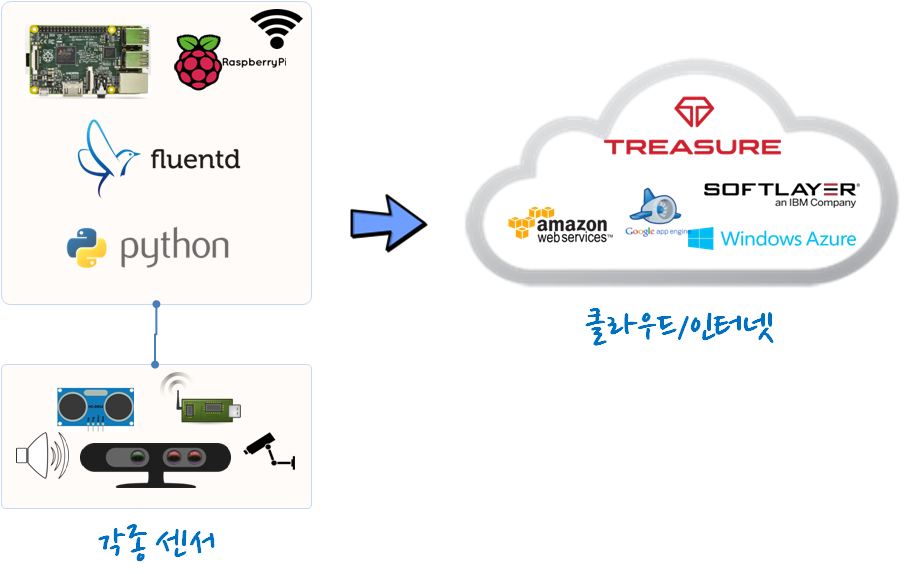 RaspberryPi
fluentd
python
TREASURE
SOFTLAYER®
an IBM Company
amazon
web services™
Google app engine
Windows Azure
클라우드/인터넷
각종 센서